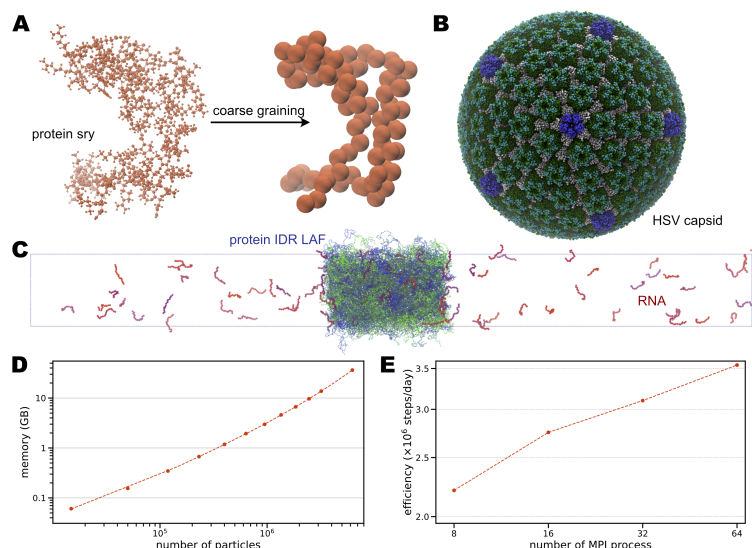 A
B
protein sry
coarse graining
HSV capsid
C
protein IDR LAF
RNA
D
E
memory (GB)
10
1
0.1
10⁵
10⁶
number of particles
efficiency (×10⁶ steps/day)
3.5
3.0
2.5
2.0
8
16
32
64
number of MPI process